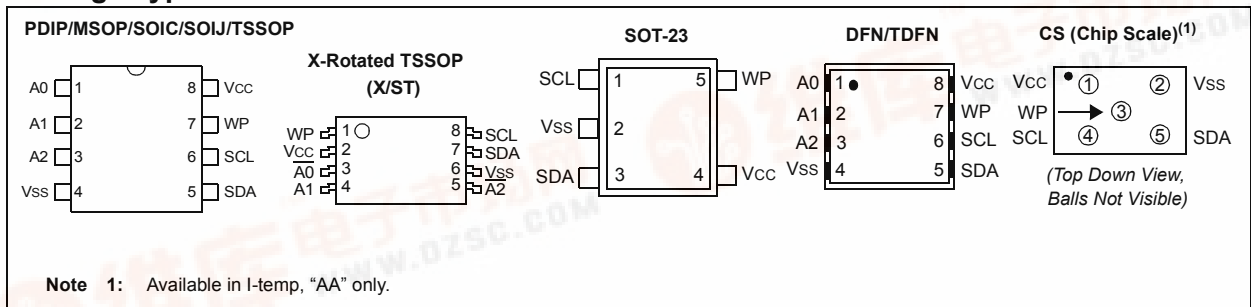 PDIP/MSOP/SOIC/SOIJ/TSSOP
A0 1 8 VCC
A1 2 7 WP
A2 3 6 SCL
VSS 4 5 SDA
X-Rotated TSSOP
(X/ST)
WP 1 8 SCL
VCC 2 7 SDA
A0 3 6 VSS
A1 4 5 A2
SOT-23
SCL 1 5 WP
VSS 2
SDA 3 4 VCC
DFN/TDFN
A0 1 8 VCC
A1 2 7 WP
A2 3 6 SCL
VSS 4 5 SDA
CS (Chip Scale)(1)
VCC 1 2 VSS
WP 3
SCL 4 5 SDA
(Top Down View,
Balls Not Visible)
WWW.DZSC.COM
Note 1: Available in I-temp, “AA” only.